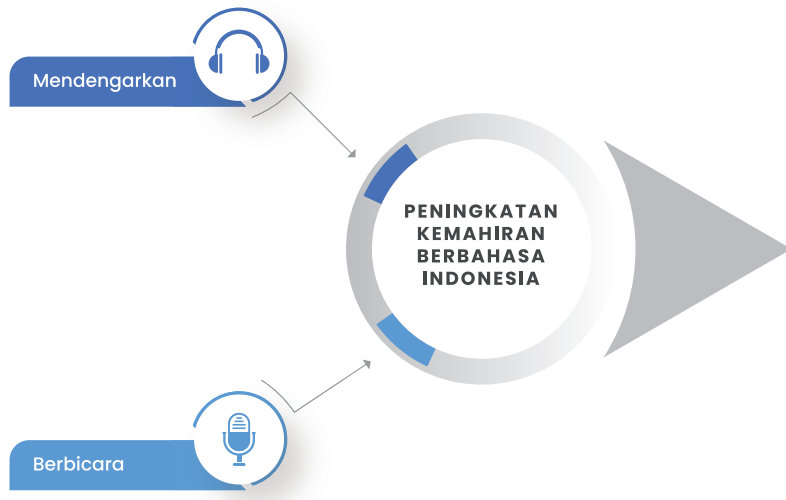 Mendengarkan
PENINGKATAN
KEMAHIRAN
BERBAHASA
INDONESIA
Berbicara